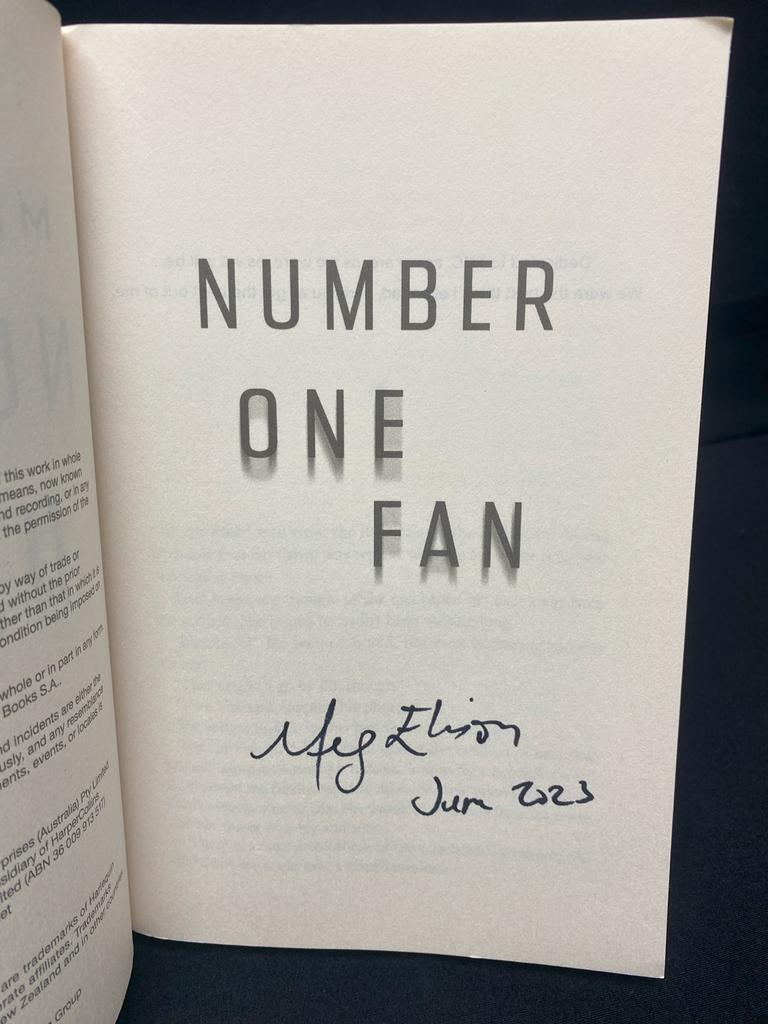 this work in whole
means, now known
nd recording, or in any
the permission of the
by way of trade or
d without the prior
ther than that in which it is
ondition being imposed on
whole or in part in any form.
Books S.A..
nd incidents are either the
usly, and any resemblance
ments, events, or locales is
prises (Australia) Pty Limited
sidiary of HarperCollins
ited (ABN 36 009 913 517)
et
are trademarks of Harlequin
orate affiliates. Trademarks
ew Zealand and in other countries
Group
NUMBER
ONE
FAN
Meg Elison
June 2023